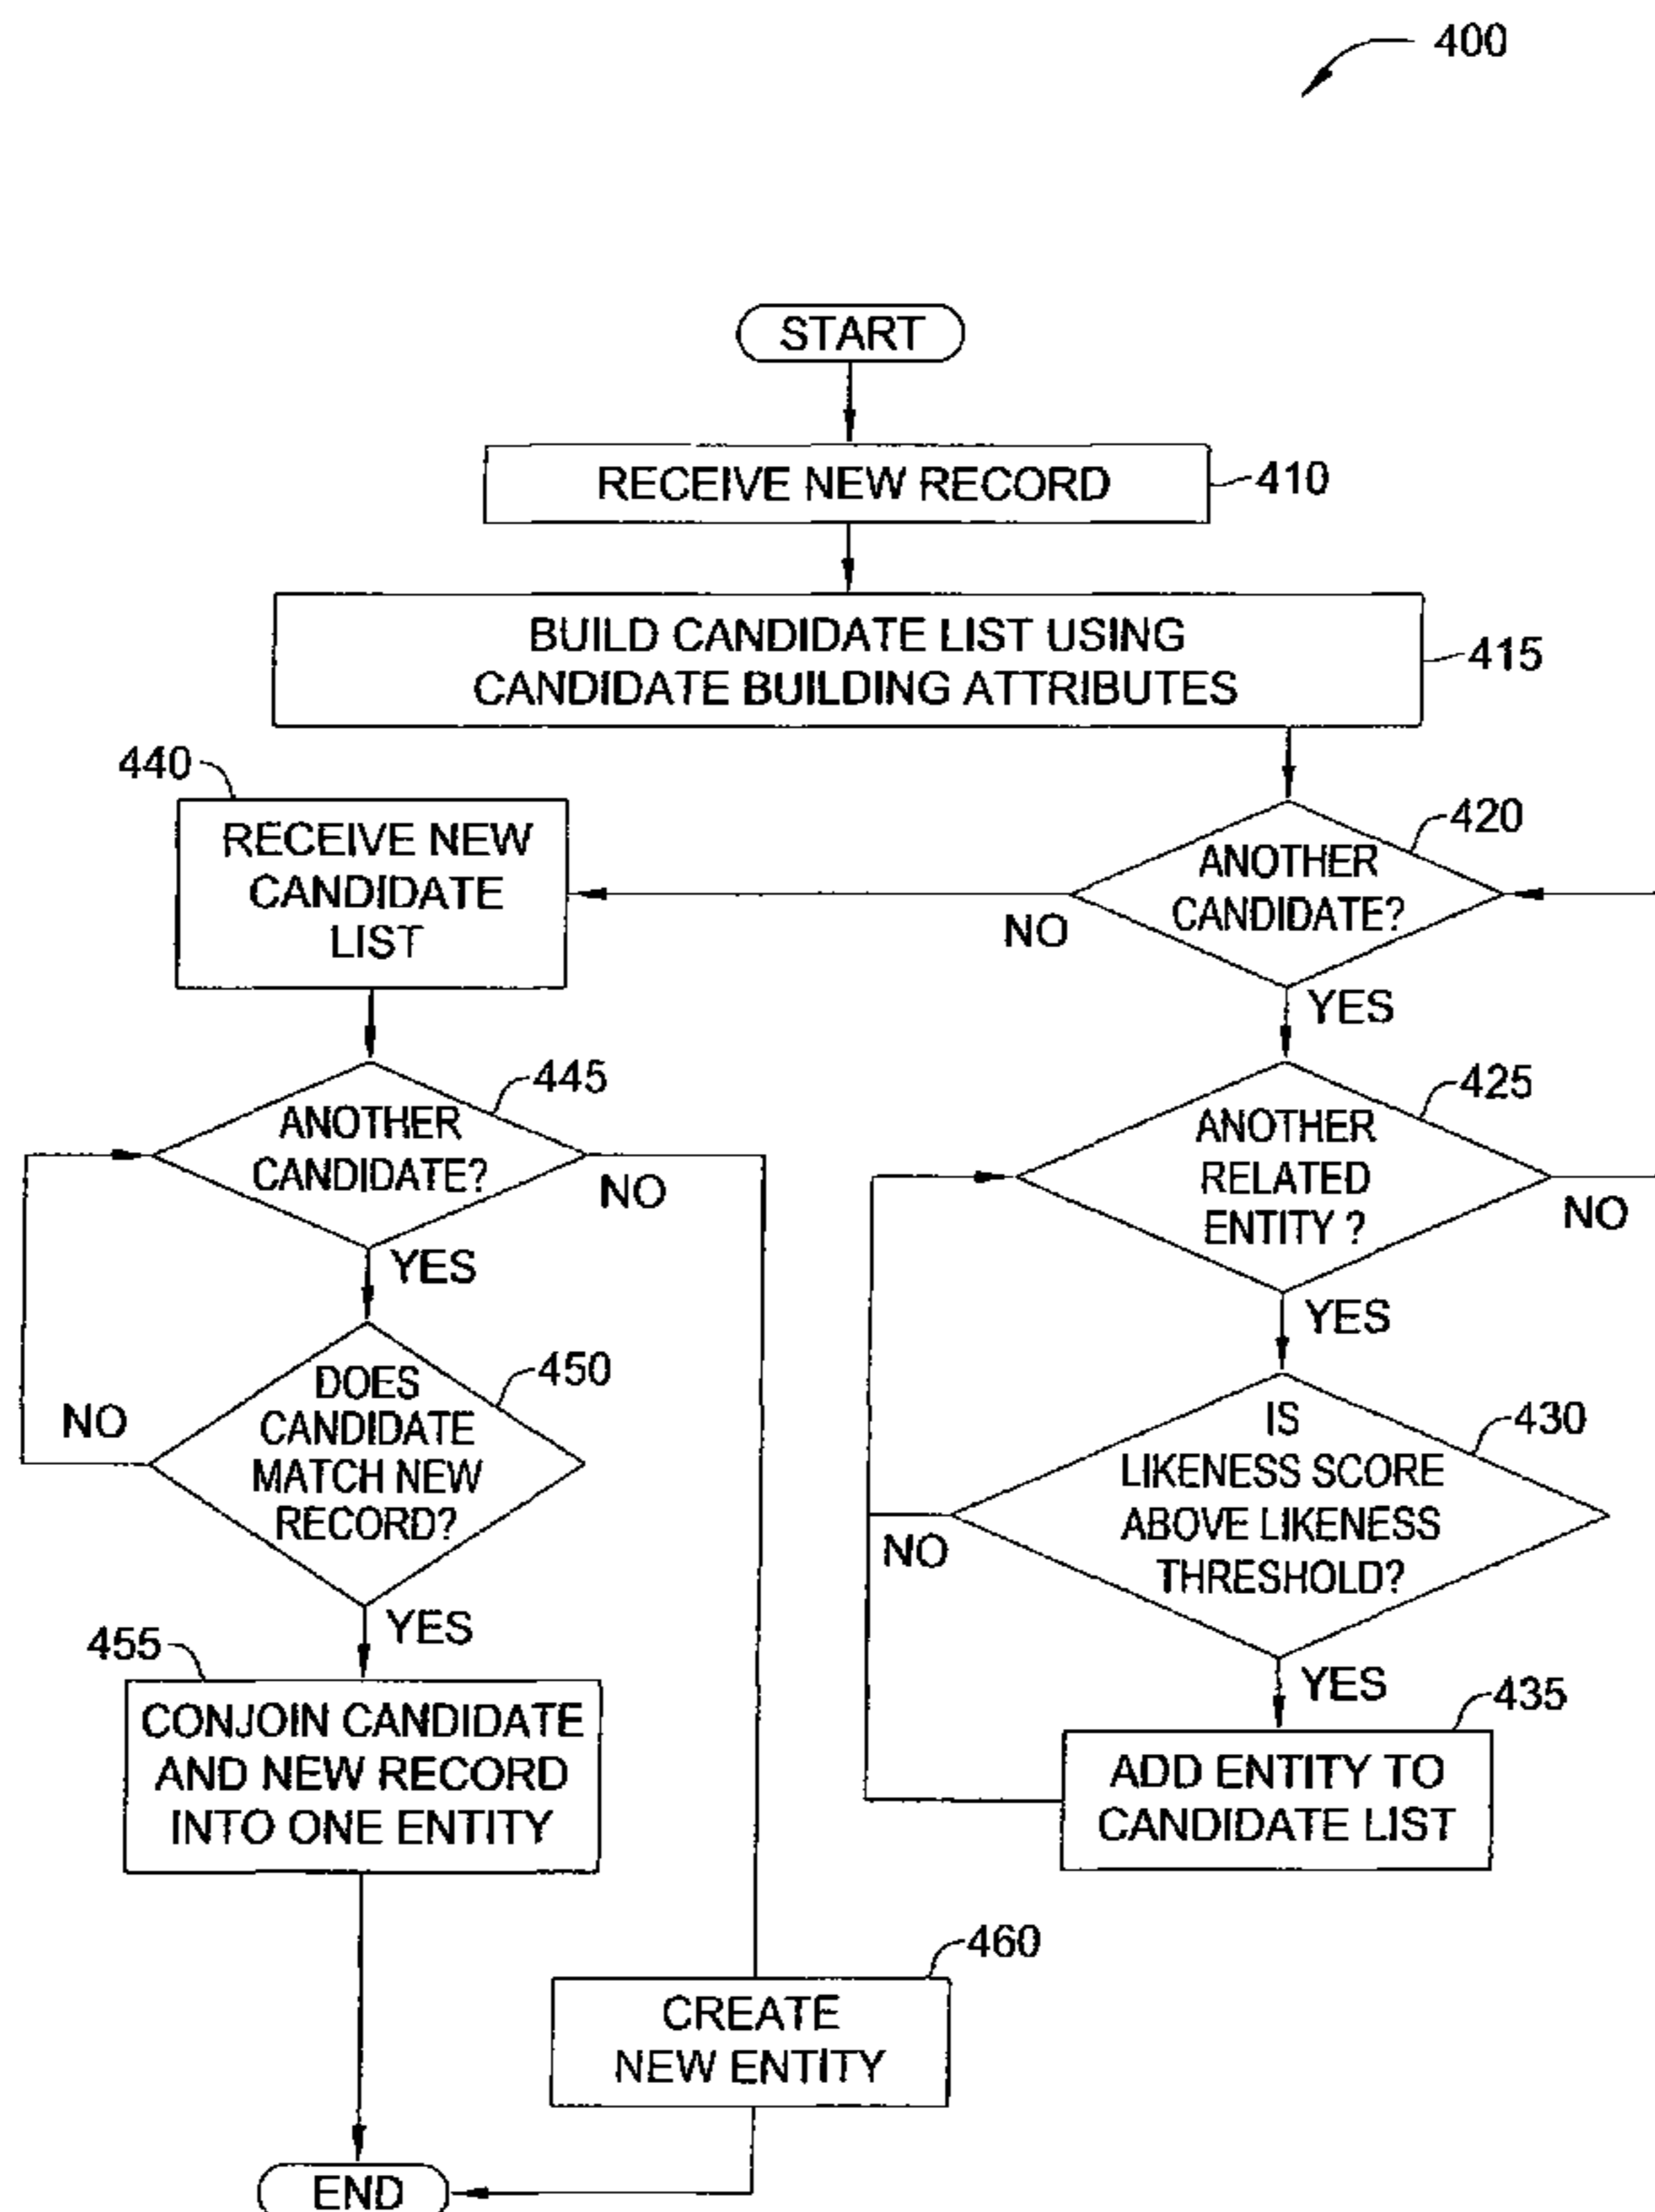 400
START
RECEIVE NEW RECORD
410
BUILD CANDIDATE LIST USING
CANDIDATE BUILDING ATTRIBUTES
415
440
RECEIVE NEW
CANDIDATE
LIST
420
ANOTHER
CANDIDATE?
NO
YES
445
ANOTHER
CANDIDATE?
NO
YES
425
ANOTHER
RELATED
ENTITY ?
NO
YES
450
DOES
CANDIDATE
MATCH NEW
RECORD?
NO
YES
430
IS
LIKENESS SCORE
ABOVE LIKENESS
THRESHOLD?
NO
YES
455
CONJOIN CANDIDATE
AND NEW RECORD
INTO ONE ENTITY
435
ADD ENTITY TO
CANDIDATE LIST
460
CREATE
NEW ENTITY
END